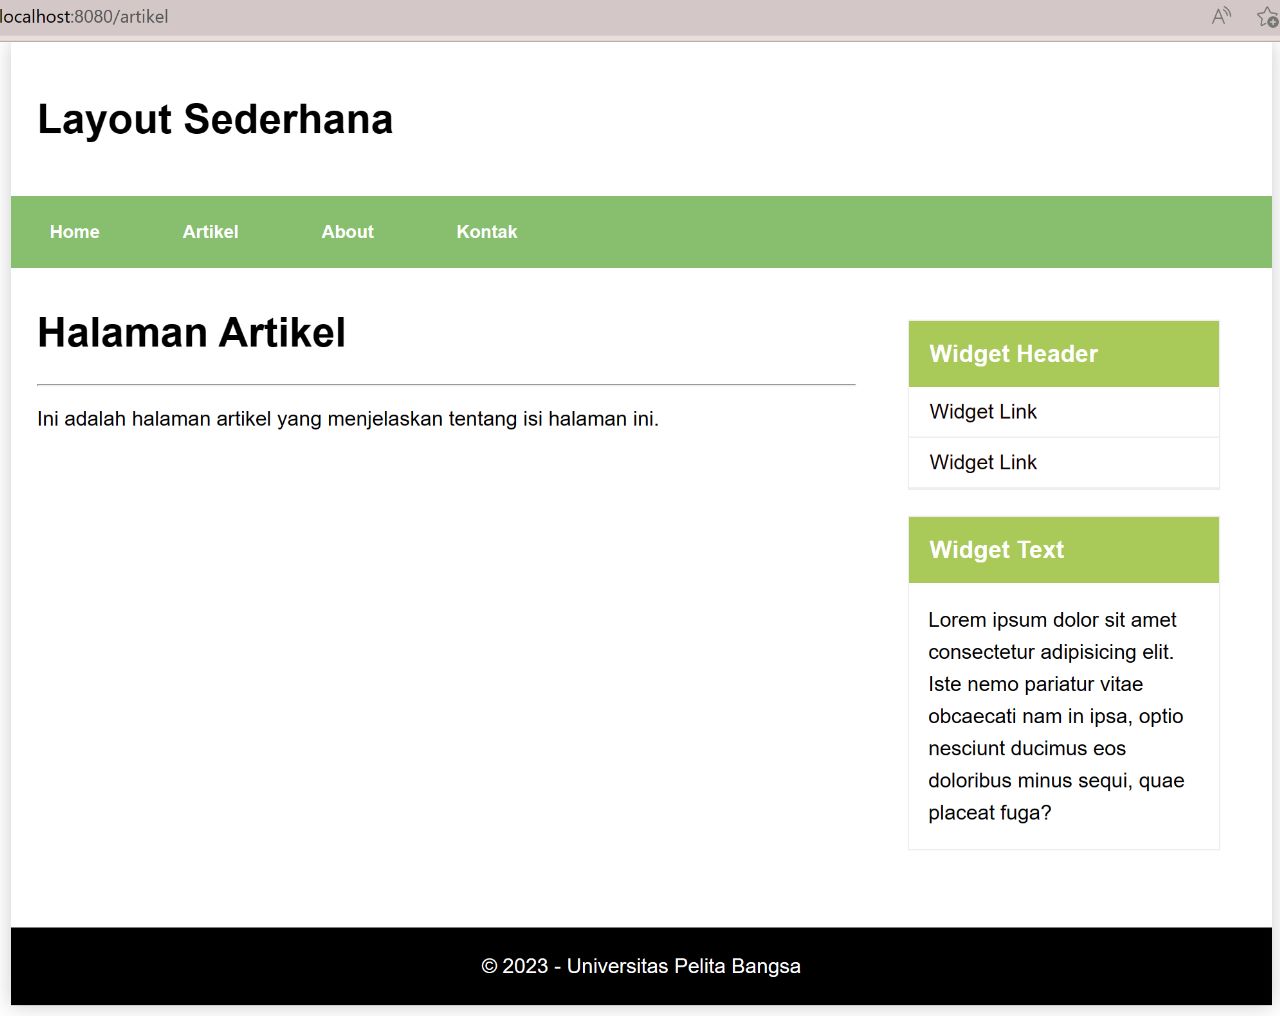 localhost:8080/artikel
Layout Sederhana
Home Artikel About Kontak
Halaman Artikel
Ini adalah halaman artikel yang menjelaskan tentang isi halaman ini.
Widget Header
Widget Link
Widget Link
Widget Text
Lorem ipsum dolor sit amet
consectetur adipisicing elit.
Iste nemo pariatur vitae
obcaecati nam in ipsa, optio
nesciunt ducimus eos
doloribus minus sequi, quae
placeat fuga?
© 2023 - Universitas Pelita Bangsa